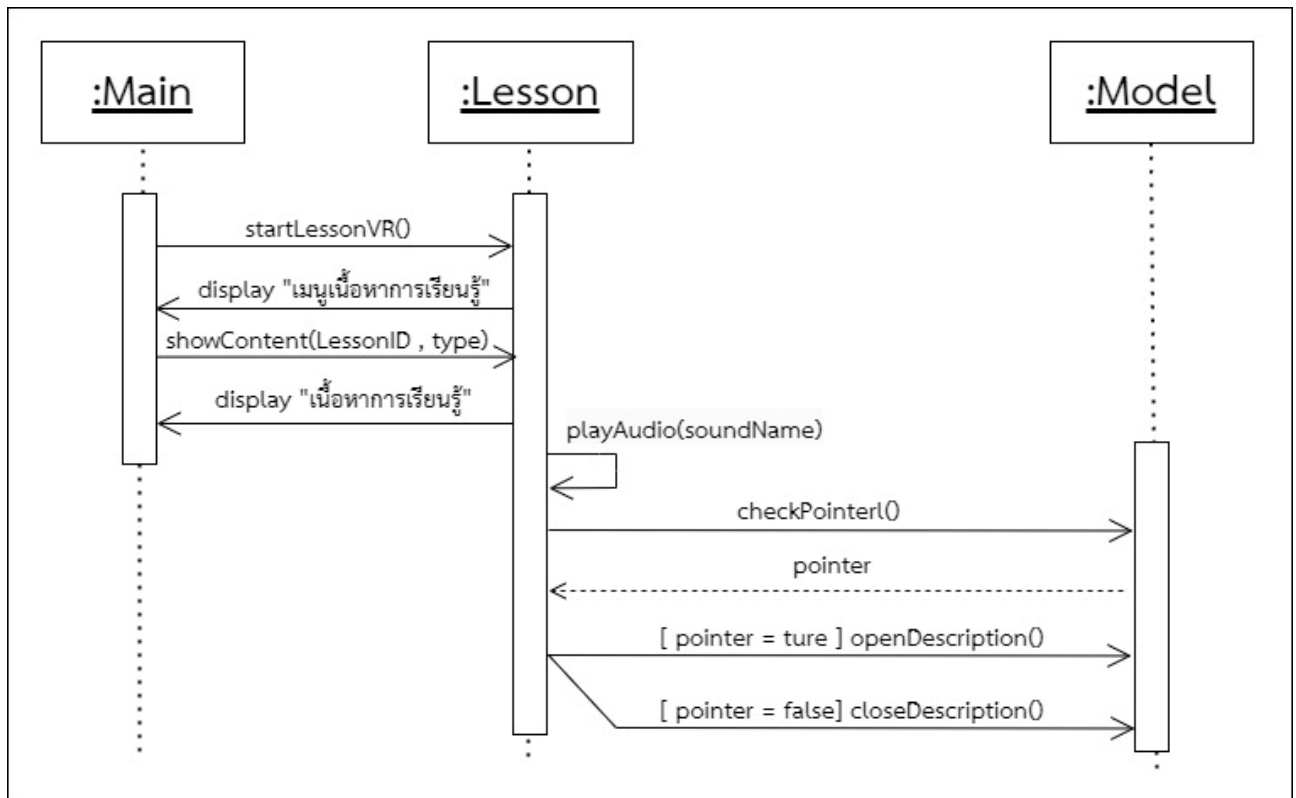 :Main
:Lesson
:Model
startLessonVR()
display "เมนูเนื้อหาการเรียนรู้"
showContent(LessonID , type)
display "เนื้อหาการเรียนรู้"
playAudio(soundName)
checkPointerl()
pointer
[ pointer = ture ] openDescription()
[ pointer = false] closeDescription()